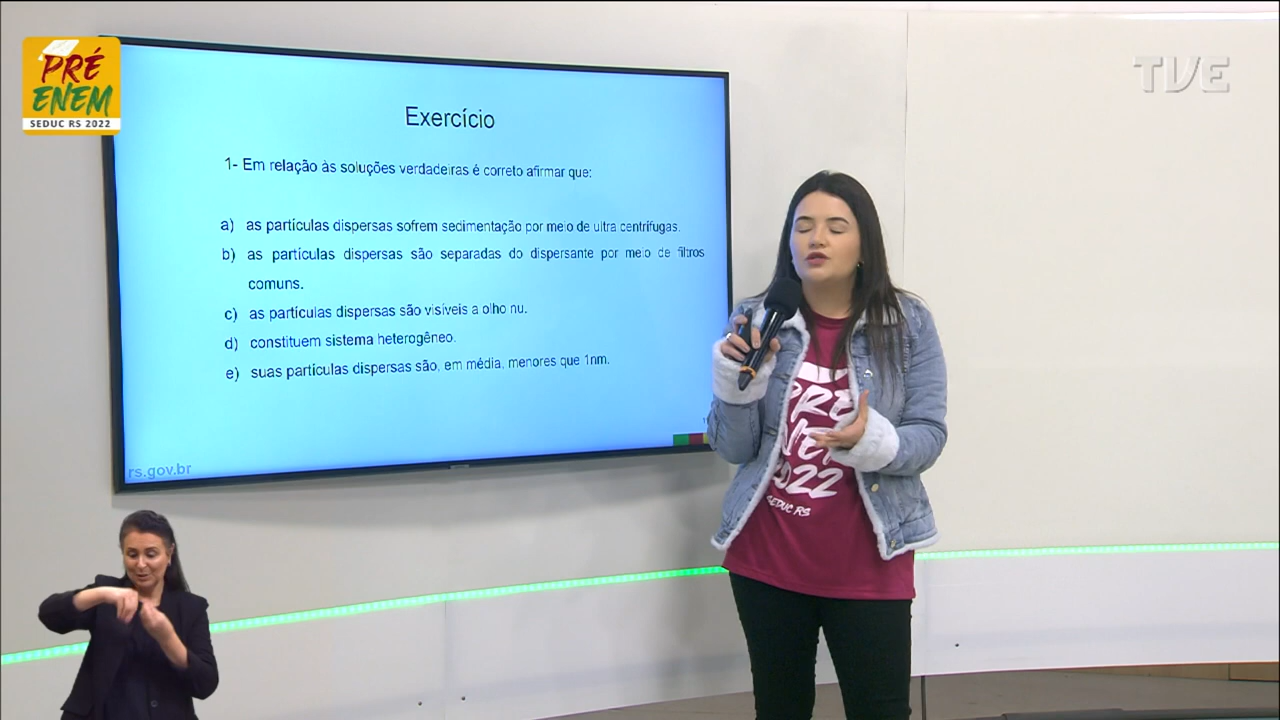 PRÉ
ENEM
SEDUC RS 2022
TVE
Exercício
1- Em relação às soluções verdadeiras é correto afirmar que:
a) as partículas dispersas sofrem sedimentação por meio de ultra centrífugas.
b) as partículas dispersas são separadas do dispersante por meio de filtros
comuns.
c) as partículas dispersas são visíveis a olho nu.
d) constituem sistema heterogêneo.
e) suas partículas dispersas são, em média, menores que 1nm.
rs.gov.br
PRÉ
2022
SEDUC RS